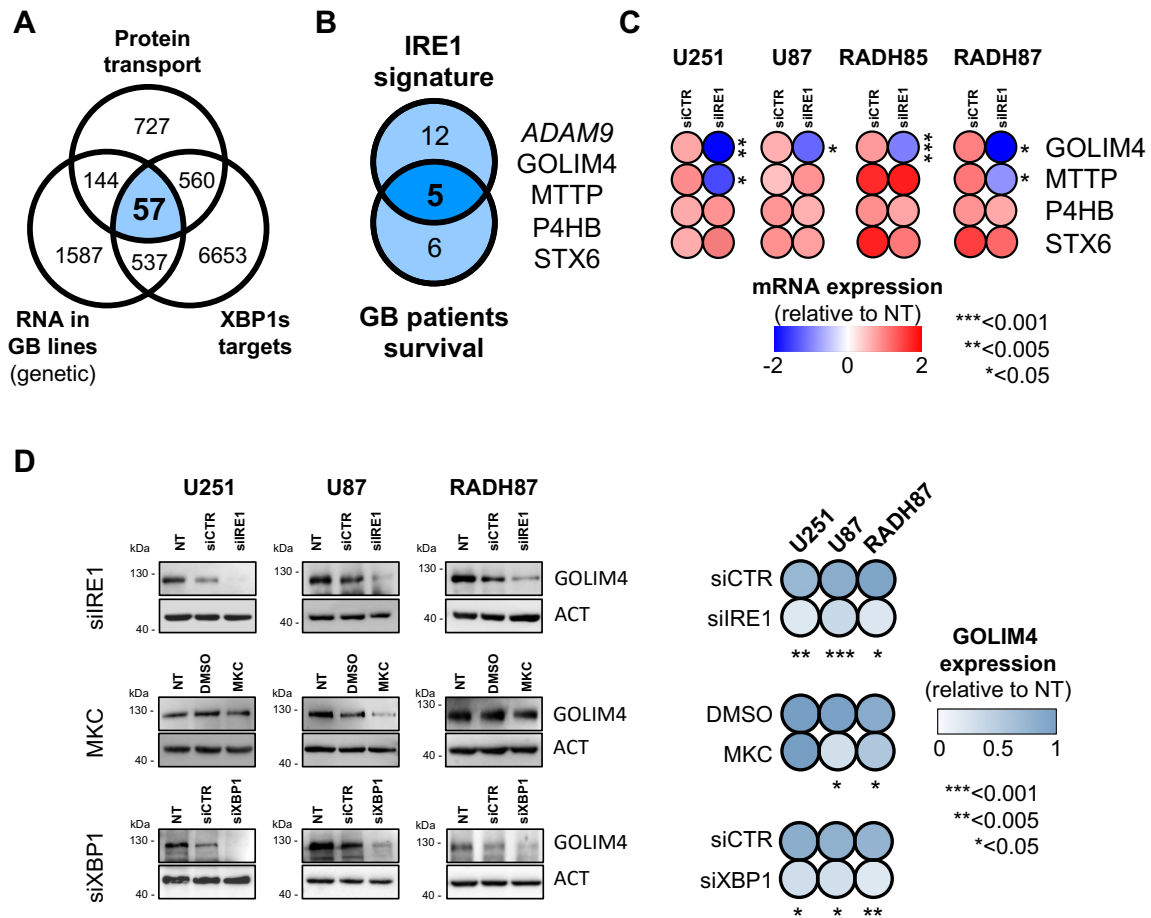 A
Protein
transport
727
144
560
57
1587
537
6653
RNA in
GB lines
(genetic)
XBP1s
targets
B
IRE1
signature
12
5
6
ADAM9
GOLIM4
MTTP
P4HB
STX6
GB patients
survival
C
U251
U87
RADH85
RADH87
siCTR
siIRE1
siCTR
siIRE1
siCTR
siIRE1
siCTR
siIRE1
**
*
***
*
GOLIM4
*
*
MTTP
P4HB
STX6
mRNA expression
(relative to NT)
-2
0
2
***<0.001
**<0.005
*<0.05
D
U251
U87
RADH87
siIRE1
kDa
NT
siCTR
siIRE1
kDa
NT
siCTR
siIRE1
kDa
NT
siCTR
siIRE1
130 -
130 -
130 -
GOLIM4
40 -
40 -
40 -
ACT
MKC
kDa
NT
DMSO
MKC
kDa
NT
DMSO
MKC
kDa
NT
DMSO
MKC
130 -
130 -
130 -
GOLIM4
40 -
40 -
40 -
ACT
siXBP1
kDa
NT
siCTR
siXBP1
kDa
NT
siCTR
siXBP1
kDa
NT
siCTR
siXBP1
130 -
130 -
130 -
GOLIM4
40 -
40 -
40 -
ACT
U251
U87
RADH87
siCTR
siIRE1
** *** *
DMSO
MKC
* *
siCTR
siXBP1
* * **
GOLIM4
expression
(relative to NT)
0
0.5
1
***<0.001
**<0.005
*<0.05